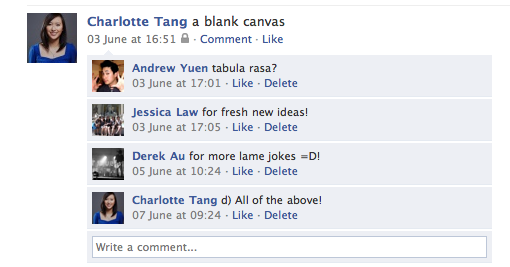 Charlotte Tang a blank canvas
03 June at 16:51 · Comment · Like
Andrew Yuen tabula rasa?
03 June at 17:01 · Like · Delete
Jessica Law for fresh new ideas!
03 June at 17:05 · Like · Delete
Derek Au for more lame jokes =D!
05 June at 10:24 · Like · Delete
Charlotte Tang d) All of the above!
07 June at 09:24 · Like · Delete
Write a comment...